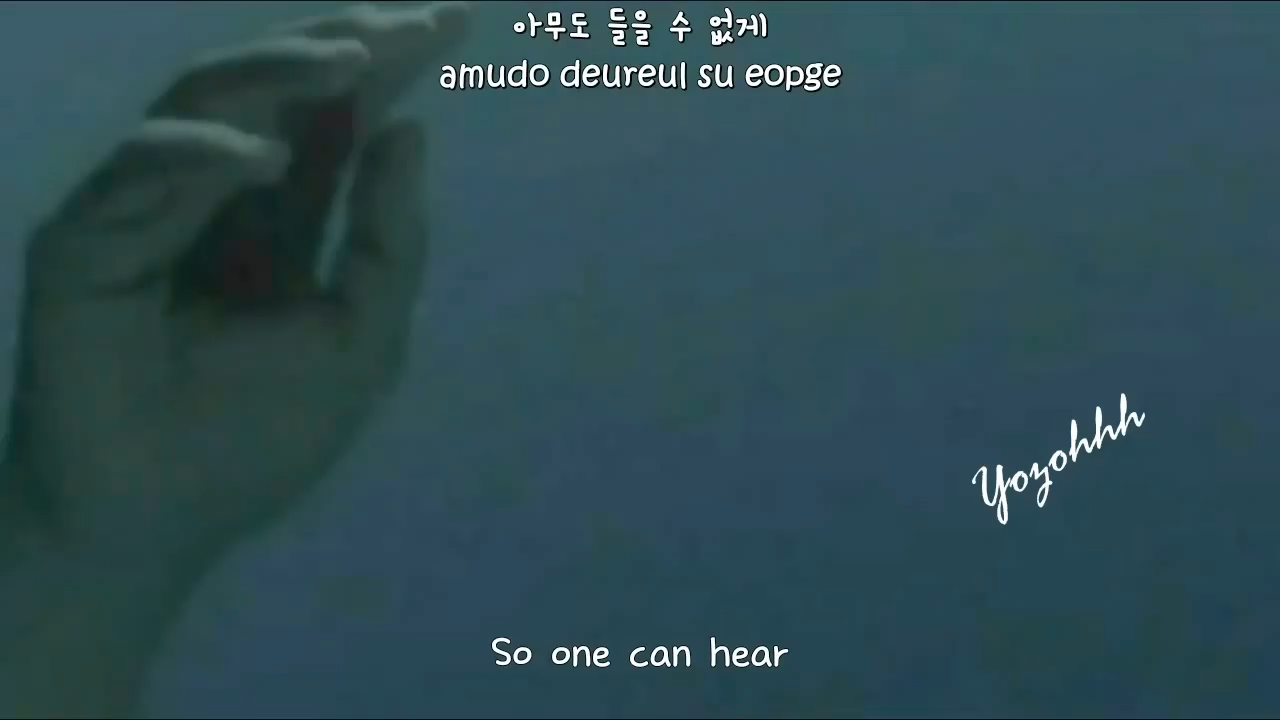 아무도 들을 수 없게
amudo deureul su eopge
Yozohhh
So one can hear